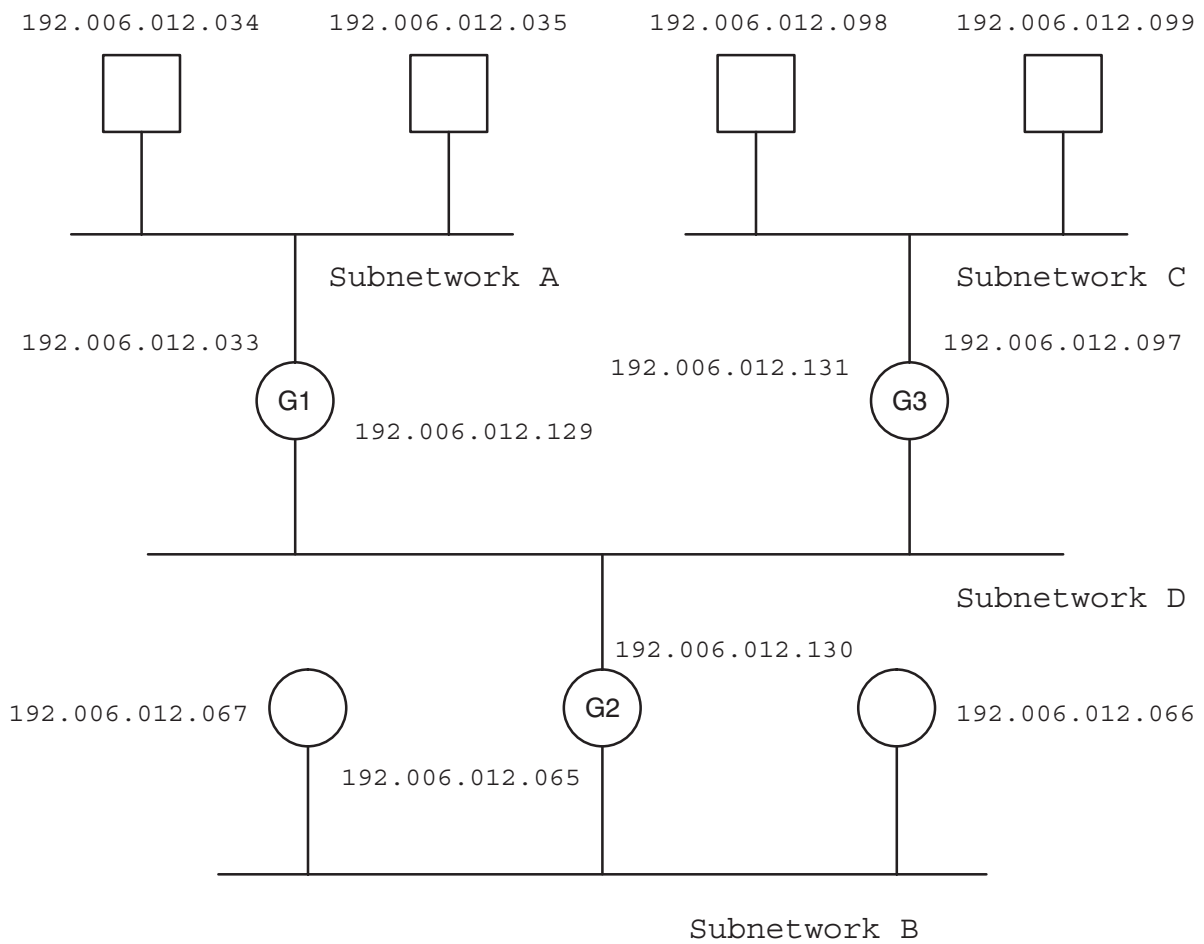 192.006.012.034
192.006.012.035
192.006.012.098
192.006.012.099
Subnetwork A
Subnetwork C
192.006.012.033
192.006.012.131
192.006.012.097
G1
G3
192.006.012.129
Subnetwork D
192.006.012.130
192.006.012.067
G2
192.006.012.066
192.006.012.065
Subnetwork B